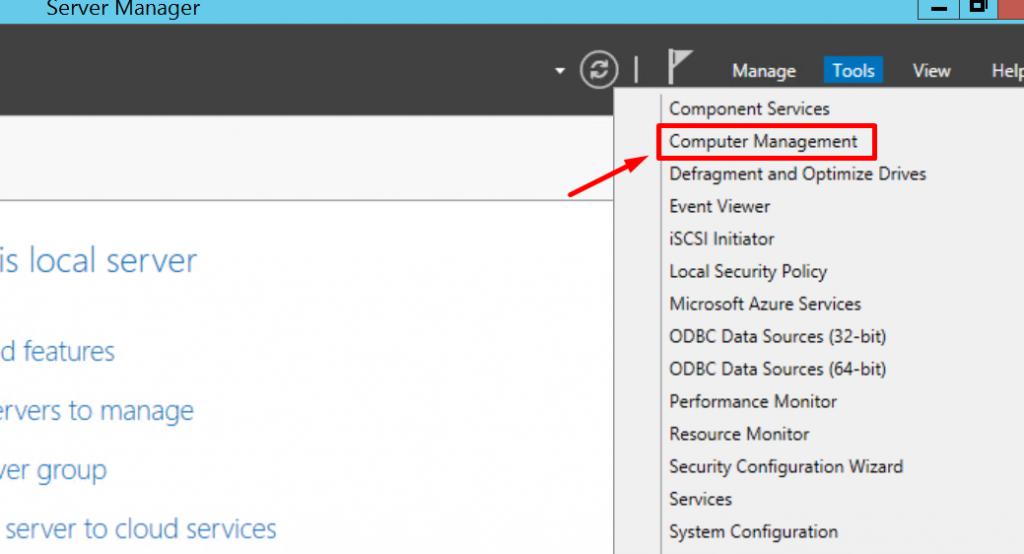 Server Manager
Manage Tools View Help
Component Services
Computer Management
Defragment and Optimize Drives
Event Viewer
iSCSI Initiator
Local Security Policy
Microsoft Azure Services
ODBC Data Sources (32-bit)
ODBC Data Sources (64-bit)
Performance Monitor
Resource Monitor
Security Configuration Wizard
Services
System Configuration
is local server
d features
ervers to manage
ver group
server to cloud services